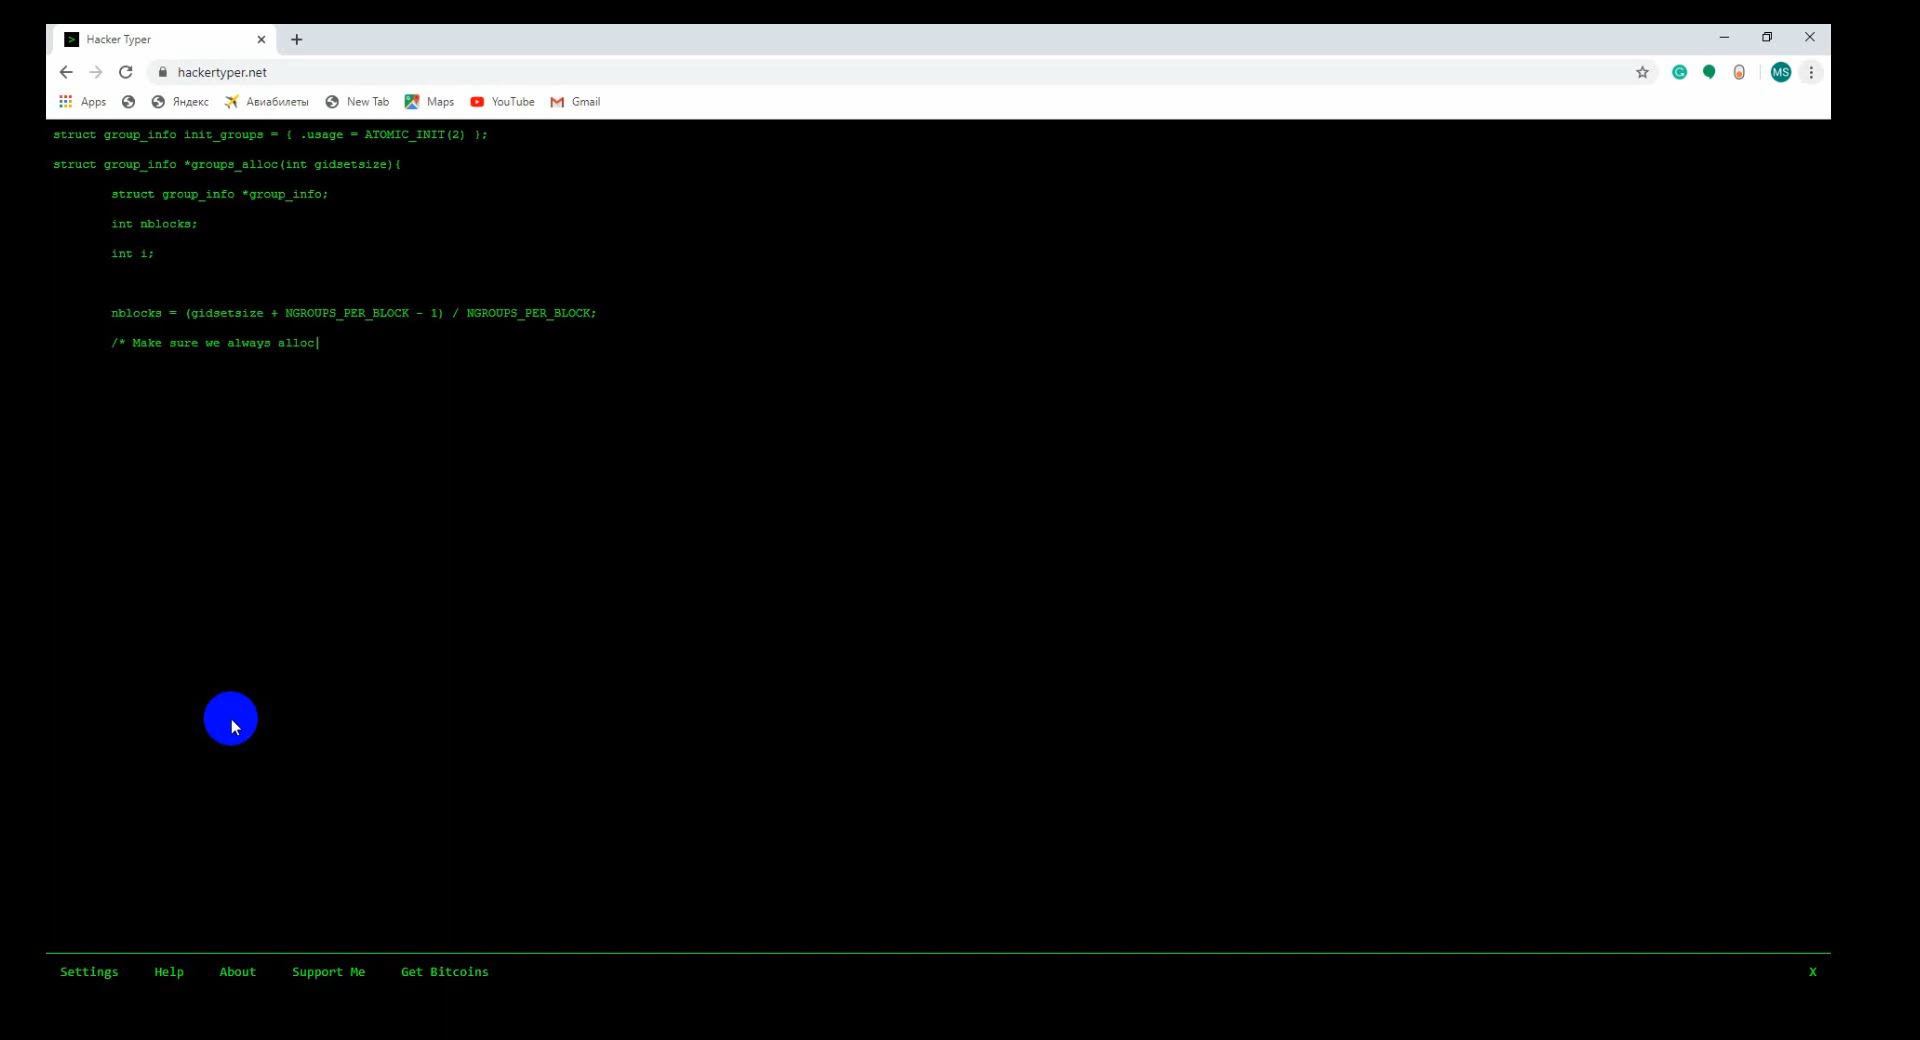 Hacker Typer
hackertyper.net
MS
Apps Яндекс Авиабилеты New Tab Maps YouTube Gmail
struct group_info init_groups = { .usage = ATOMIC_INIT(2) };
struct group_info *groups_alloc(int gidsetsize){
struct group_info *group_info;
int nblocks;
int i;
nblocks = (gidsetsize + NGROUPS_PER_BLOCK - 1) / NGROUPS_PER_BLOCK;
/* Make sure we always alloc|
Settings Help About Support Me Get Bitcoins X